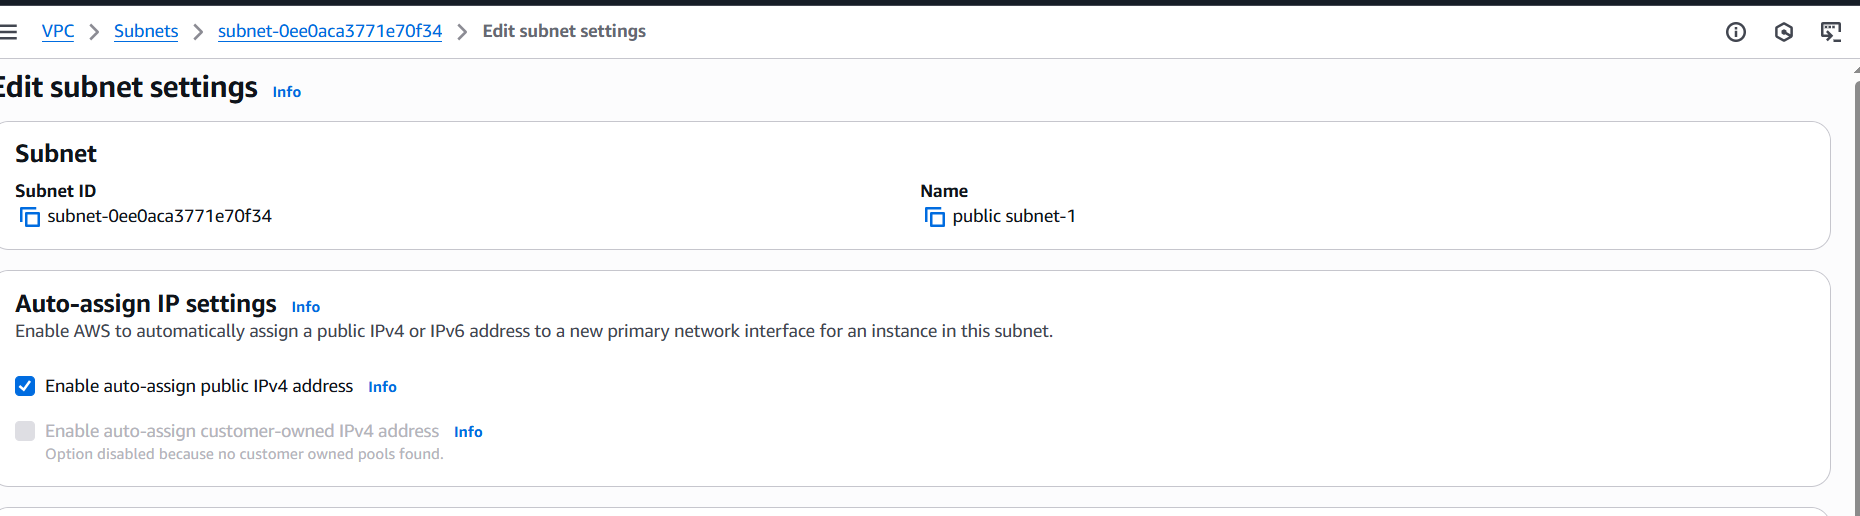 VPC > Subnets > subnet-0ee0aca3771e70f34 > Edit subnet settings
Edit subnet settings Info
Subnet
Subnet ID
subnet-0ee0aca3771e70f34
Name
public subnet-1
Auto-assign IP settings Info
Enable AWS to automatically assign a public IPv4 or IPv6 address to a new primary network interface for an instance in this subnet.
Enable auto-assign public IPv4 address Info
Enable auto-assign customer-owned IPv4 address Info
Option disabled because no customer owned pools found.